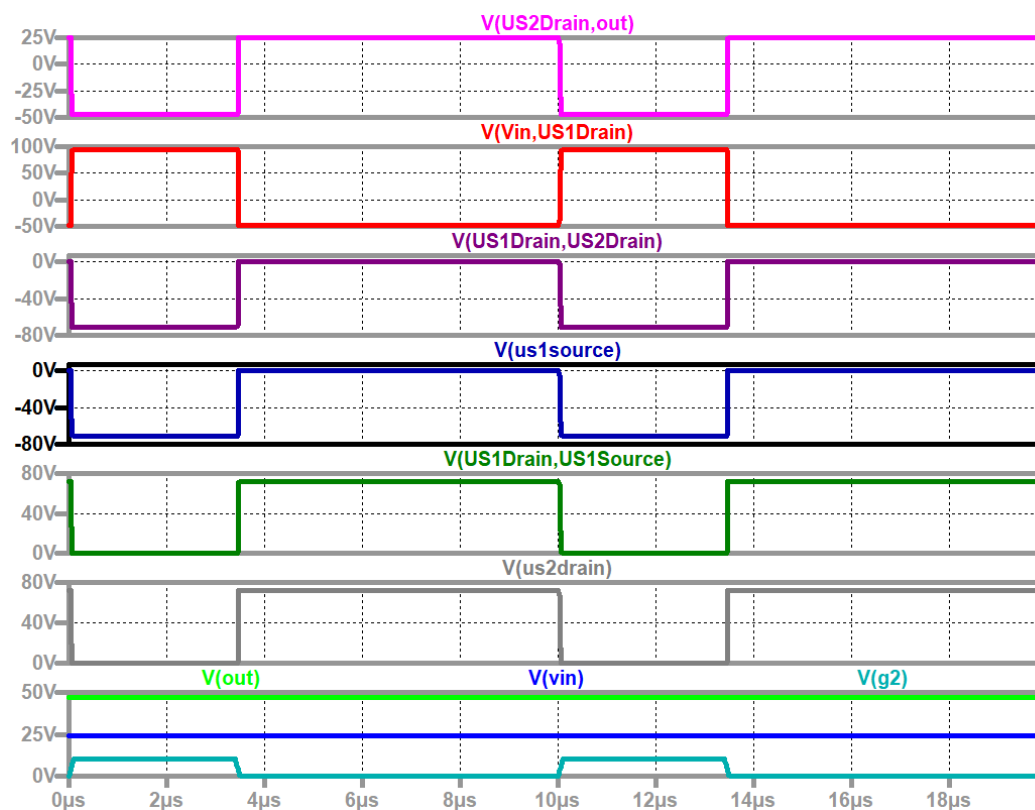 V(US2Drain,out)
25V
0V
-25V
-50V
V(Vin,US1Drain)
100V
50V
0V
-50V
V(US1Drain,US2Drain)
0V
-40V
-80V
V(us1source)
0V
-40V
-80V
V(US1Drain,US1Source)
80V
40V
0V
V(us2drain)
80V
40V
0V
V(out) V(vin) V(g2)
50V
25V
0V
0µs 2µs 4µs 6µs 8µs 10µs 12µs 14µs 16µs 18µs